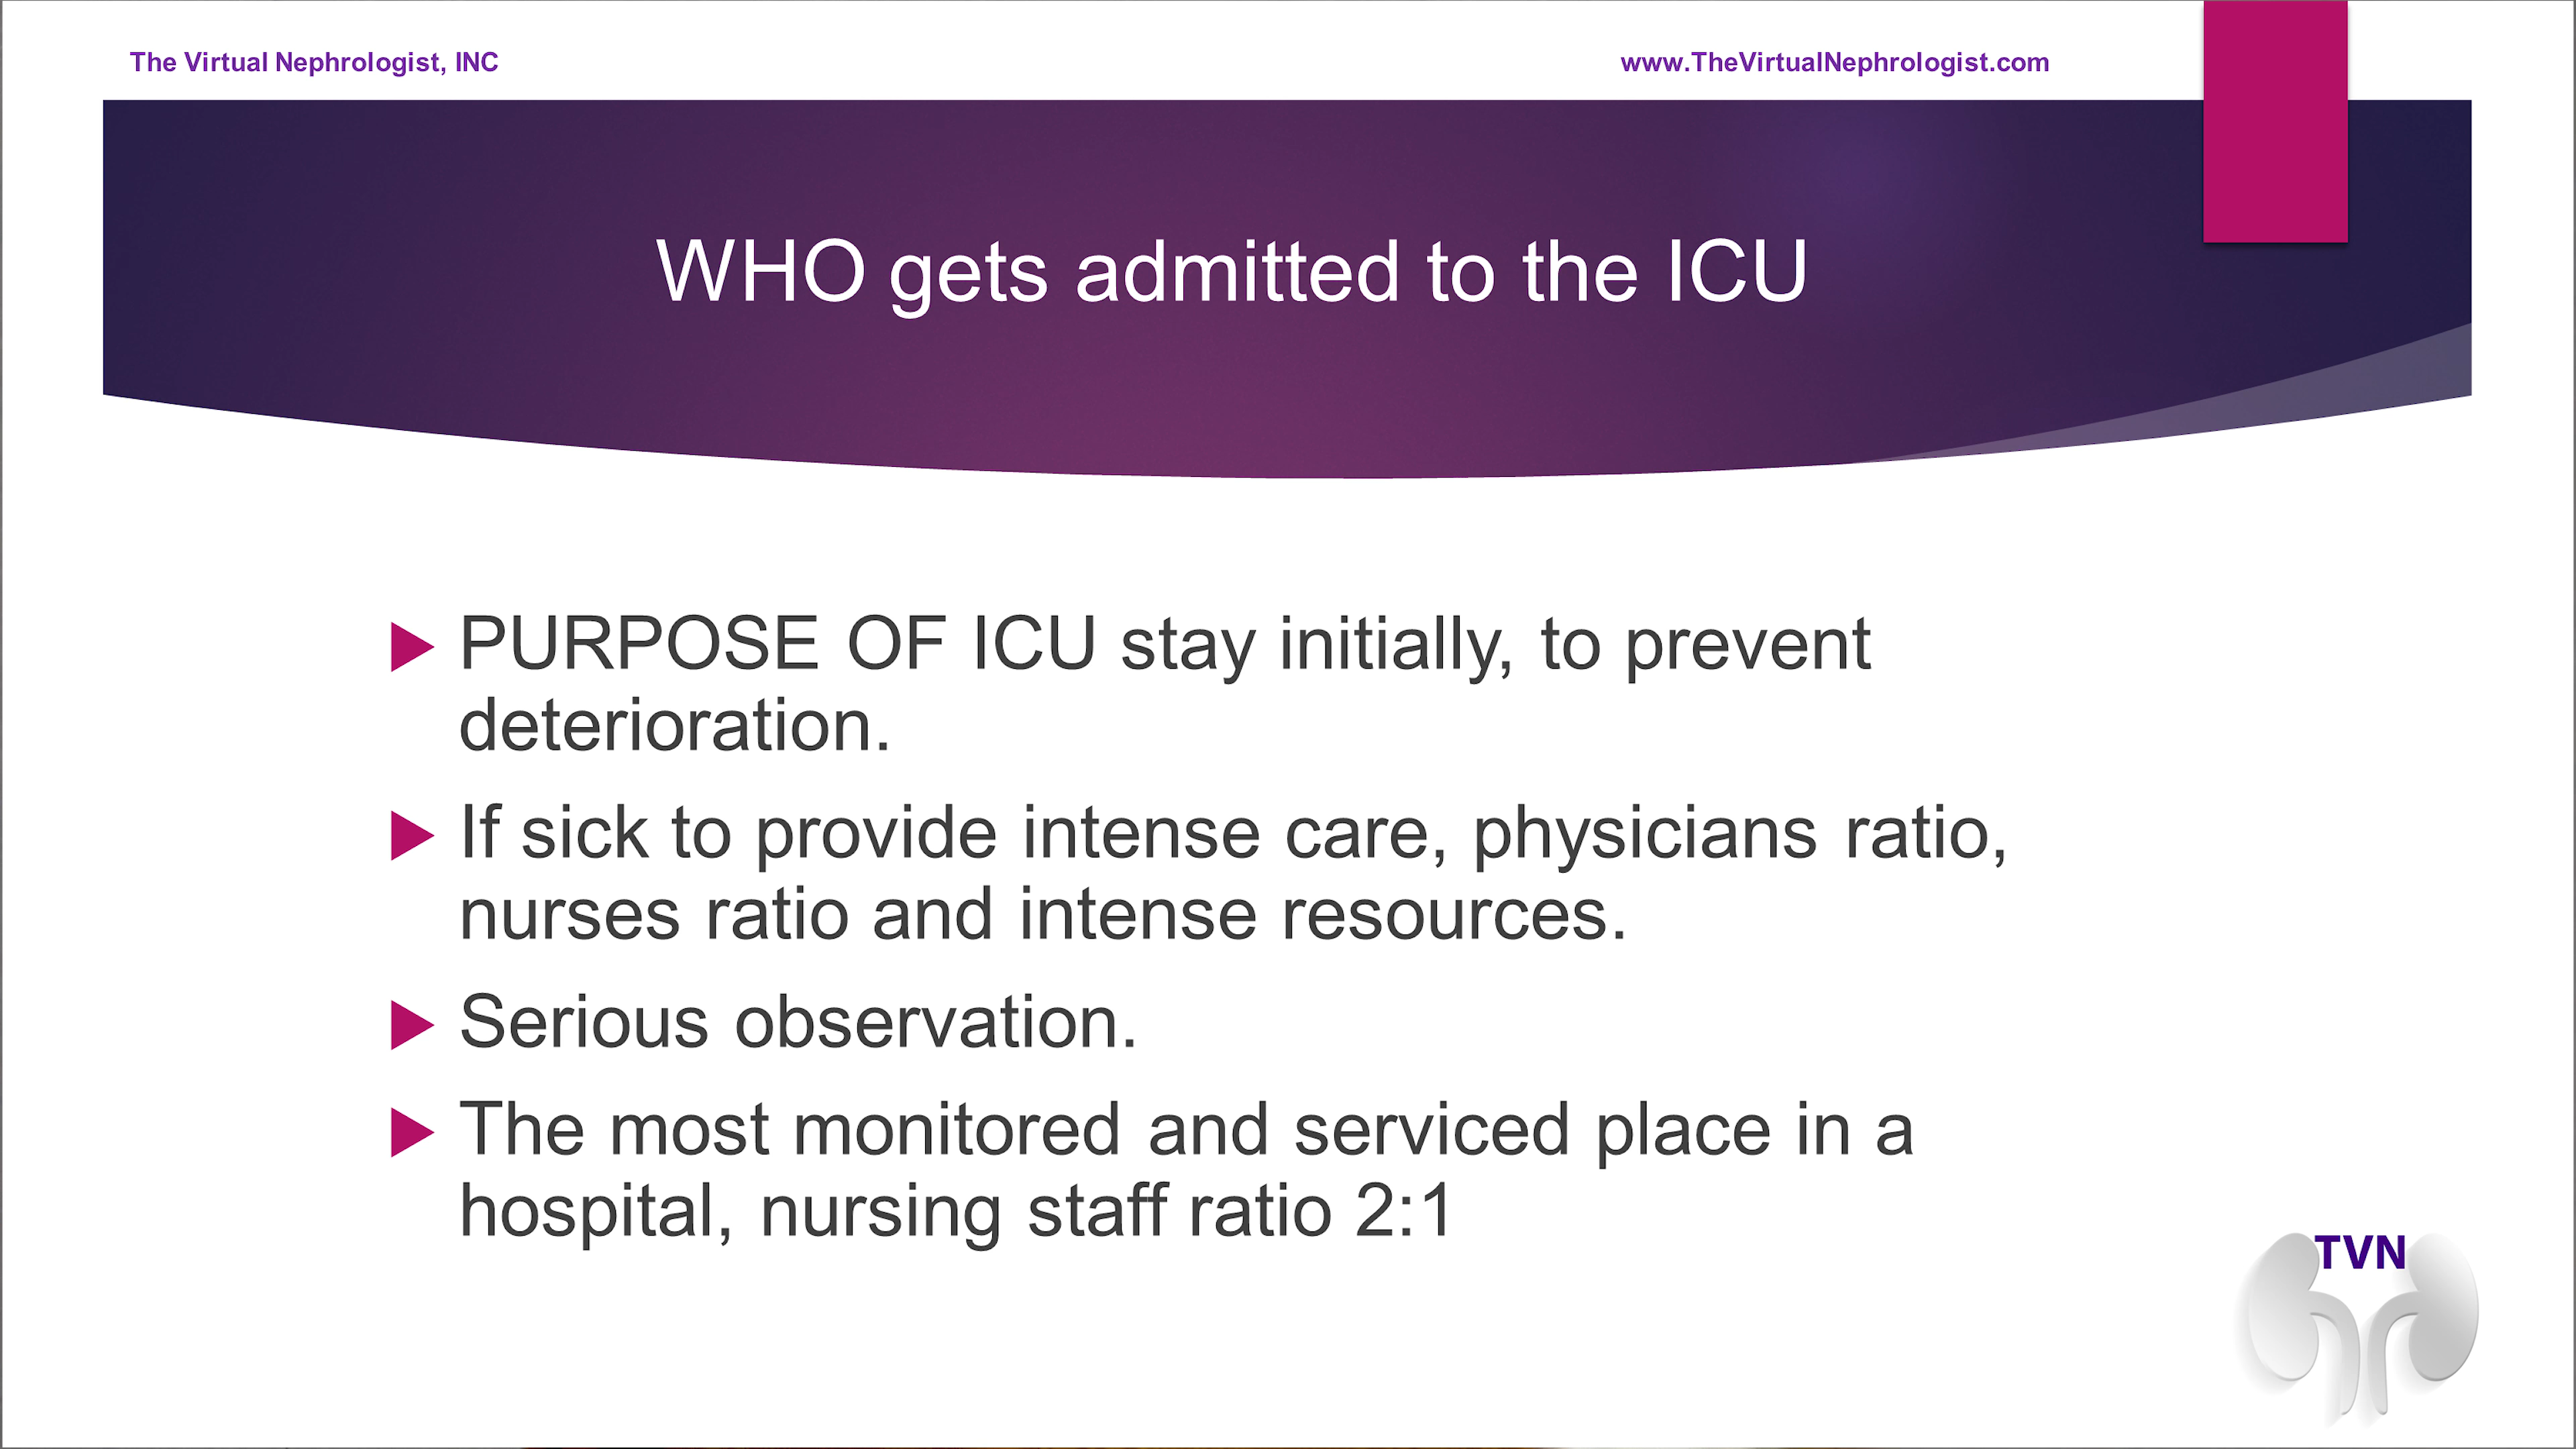 The Virtual Nephrologist, INC
www.TheVirtualNephrologist.com
WHO gets admitted to the ICU
PURPOSE OF ICU stay initially, to prevent
deterioration.
If sick to provide intense care, physicians ratio,
nurses ratio and intense resources.
Serious observation.
The most monitored and serviced place in a
hospital, nursing staff ratio 2:1
TVN